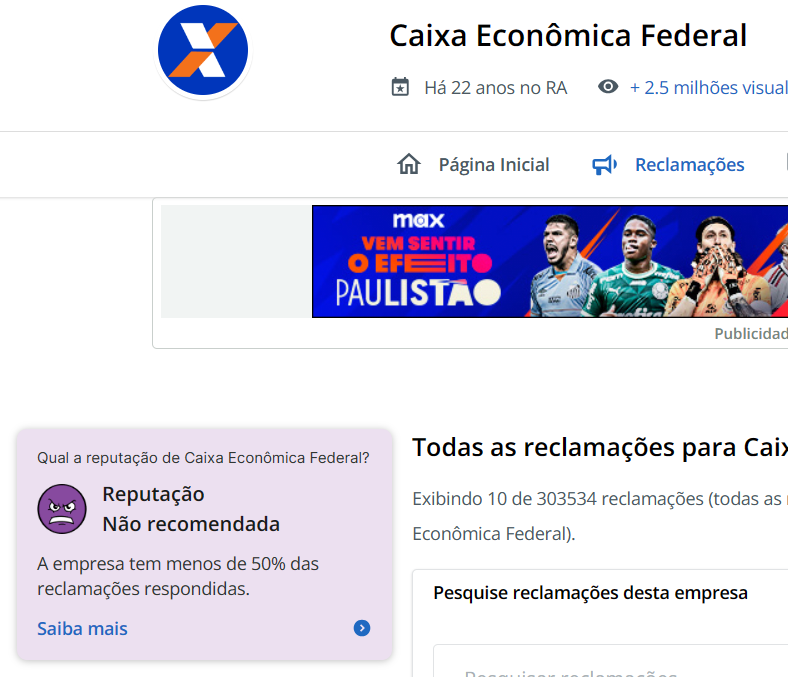 Caixa Econômica Federal
Há 22 anos no RA
+ 2.5 milhões visual
Página Inicial
Reclamações
max
VEM SENTIR
O EFEEITO
PAULISTÃO
Publicidad
Qual a reputação de Caixa Econômica Federal?
Reputação
Não recomendada
A empresa tem menos de 50% das
reclamações respondidas.
Saiba mais
Todas as reclamações para Caix
Exibindo 10 de 303534 reclamações (todas as
Econômica Federal).
Pesquise reclamações desta empresa
Pesquisar reclamações